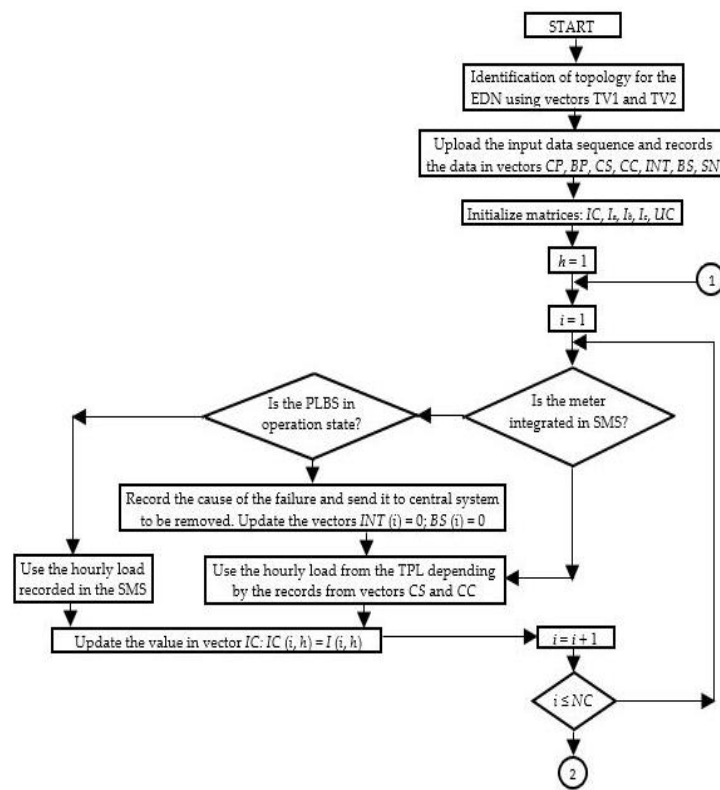 START
Identification of topology for the
EDN using vectors TV1 and TV2
Upload the input data sequence and records
the data in vectors CP, BP, CS, CC, INT, BS, SN
Initialize matrices: IC, Ia, Ib, Ic, UC
h = 1
1
i = 1
Is the PLBS in
operation state?
Is the meter
integrated in SMS?
Record the cause of the failure and send it to central system
to be removed. Update the vectors INT (i) = 0; BS (i) = 0
Use the hourly load
recorded in the SMS
Use the hourly load from the TPL depending
by the records from vectors CS and CC
Update the value in vector IC: IC (i, h) = I (i, h)
i = i + 1
i ≤ NC
2